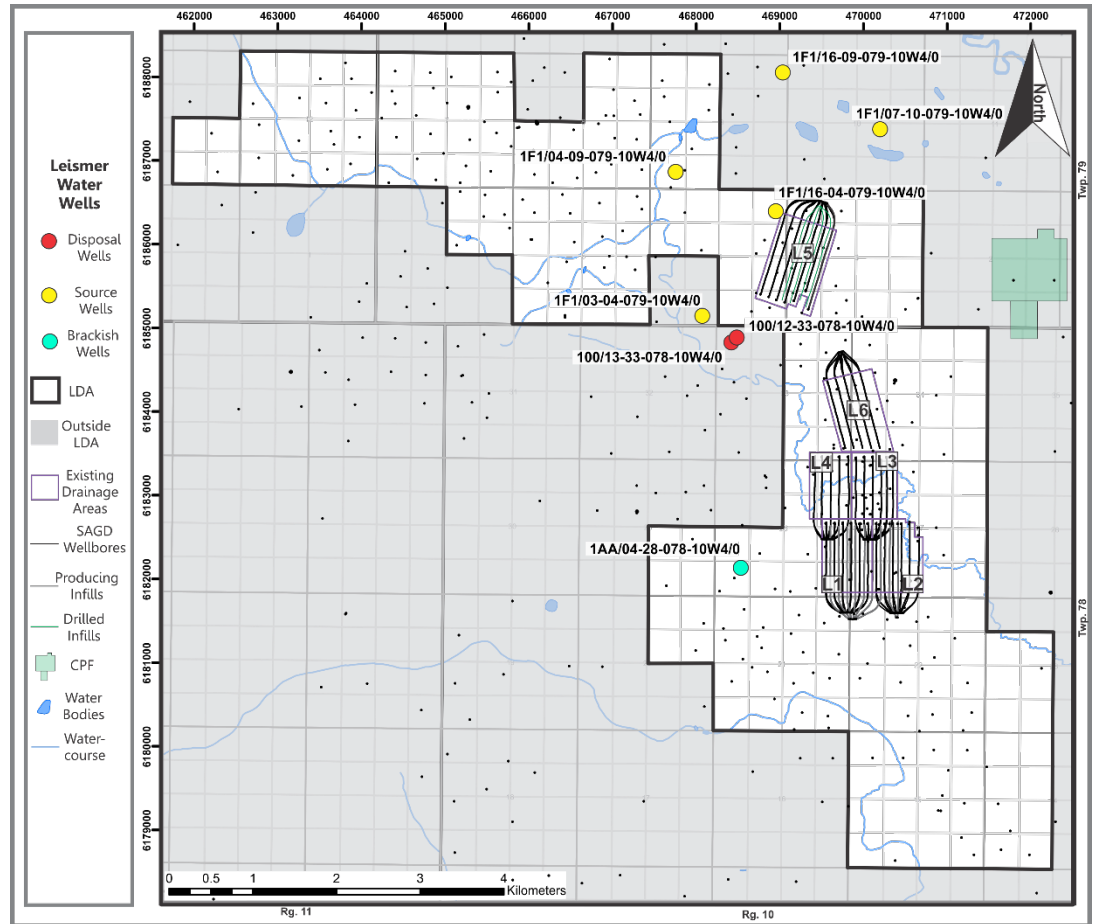 462000 463000 464000 465000 466000 467000 468000 469000 470000 471000 472000
Leismer
Water
Wells
Disposal
Wells
Source
Wells
Brackish
Wells
LDA
Outside
LDA
Existing
Drainage
Areas
SAGD
Wellbores
Producing
Infills
Drilled
Infills
CPF
Water
Bodies
Water-
course
6188000
6187000
6186000
6185000
6184000
6183000
6182000
6181000
6180000
6179000
1F1/16-09-079-10W4/0
1F1/07-10-079-10W4/0
1F1/04-09-079-10W4/0
1F1/16-04-079-10W4/0
1F1/03-04-079-10W4/0
100/12-33-078-10W4/0
100/13-33-078-10W4/0
1AA/04-28-078-10W4/0
North
L5
L6
L4
L3
L1
L2
Twp. 79
Twp. 78
0 0.5 1 2 3 4
Kilometers
Rg. 11
Rg. 10